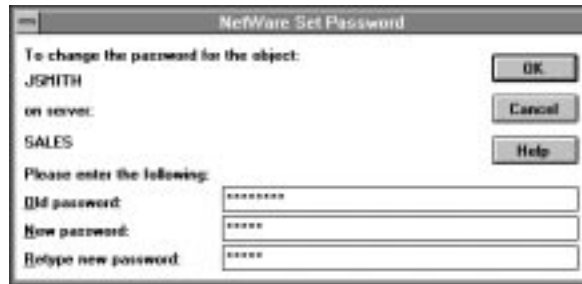 NetWare Set Password
To change the password for the object:
JSMITH
on server:
SALES
Please enter the following:
Old password: ********
New password: *****
Retype new password: *****
OK
Cancel
Help